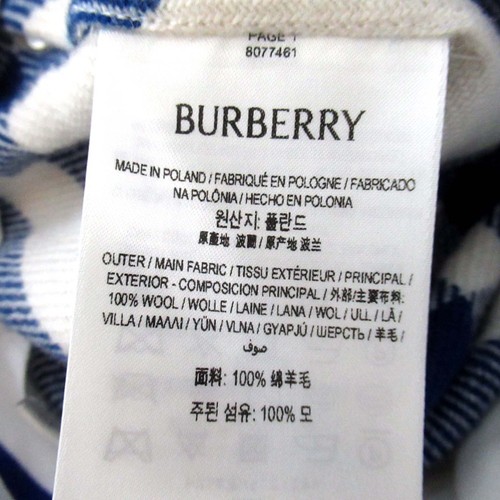 PAGE 1
8077461
BURBERRY
MADE IN POLAND / FABRIQUÉ EN POLOGNE / FABRICADO
NA POLÓNIA / HECHO EN POLONIA
원산지: 폴란드
原產地 波蘭 / 原产地 波兰
OUTER / MAIN FABRIC / TISSU EXTÉRIEUR / PRINCIPAL /
EXTERIOR - COMPOSICION PRINCIPAL / 外部/主要布料:
100% WOOL / WOLLE / LAINE / LANA / WOL / ULL / LÃ /
VILLA / ΜΑΛΛΙ / YÜN / VLNA / GYAPJÚ / ШЕРСТЬ / 羊毛 /
صوف /
面料: 100% 绵羊毛
주된 섬유: 100% 모